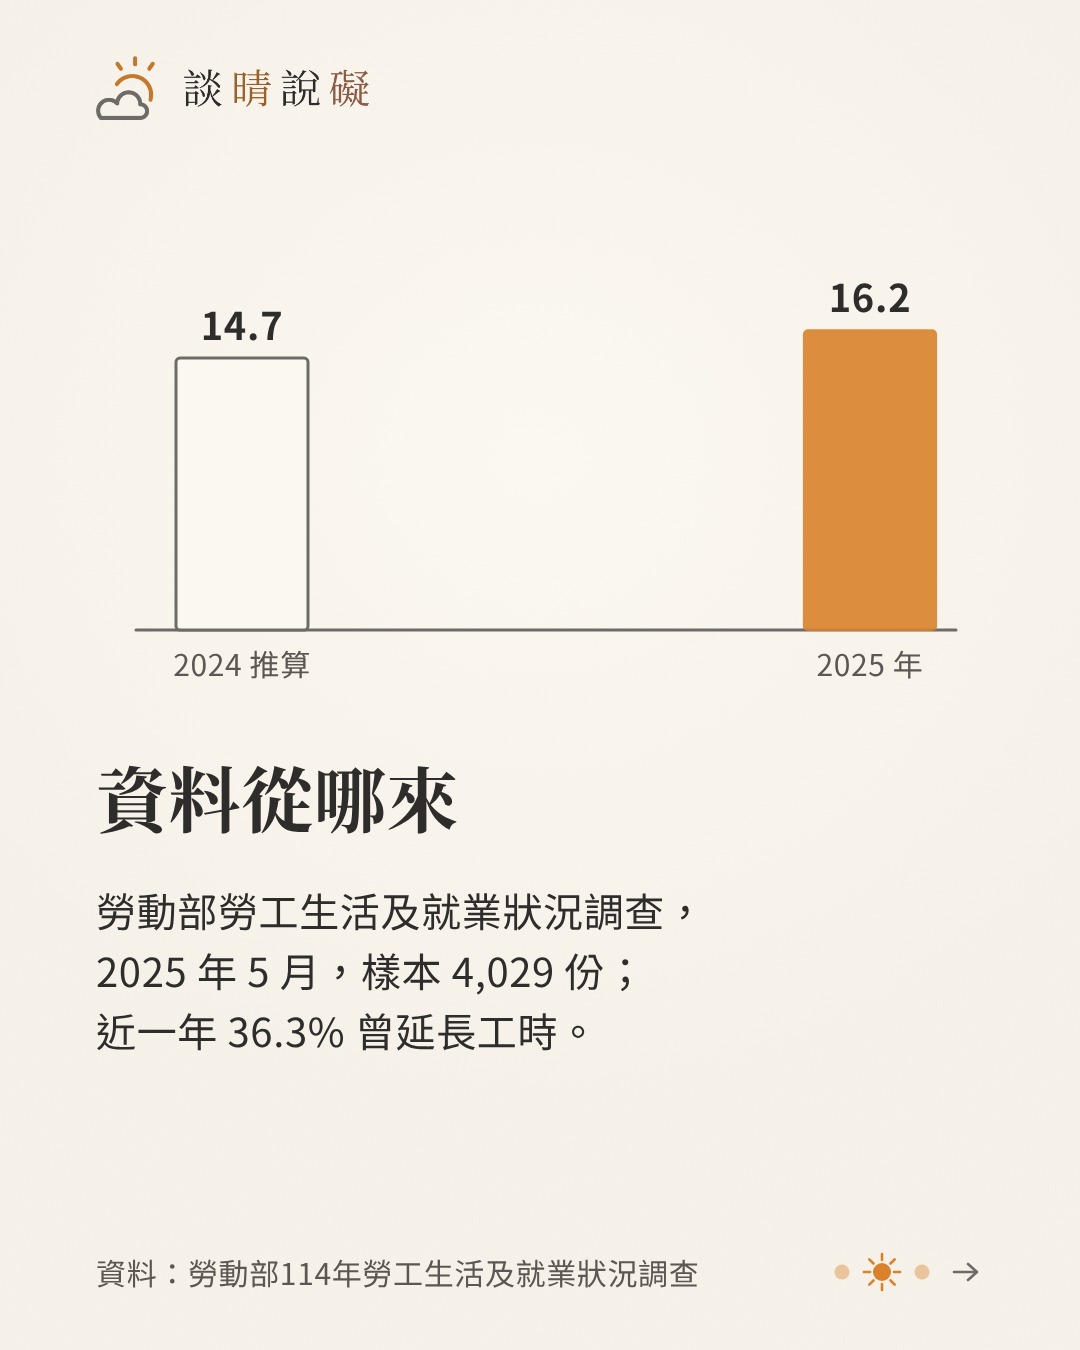 談晴說礙
14.7
16.2
2024 推算
2025 年
資料從哪來
勞動部勞工生活及就業狀況調查，
2025 年 5 月，樣本 4,029 份；
近一年 36.3% 曾延長工時。
資料：勞動部114年勞工生活及就業狀況調查